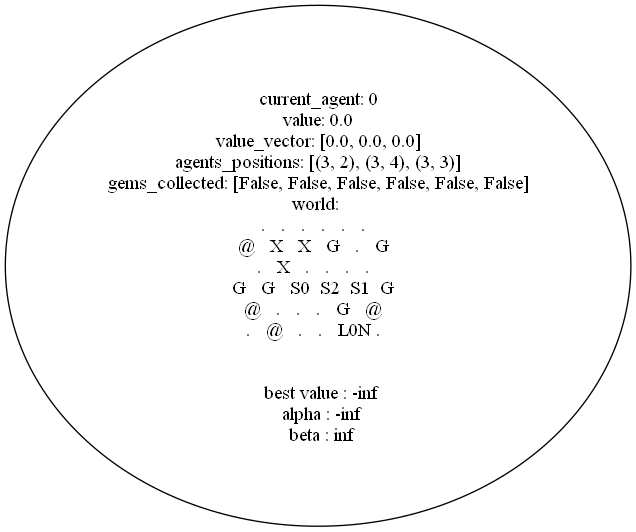 current_agent: 0
value: 0.0
value_vector: [0.0, 0.0, 0.0]
agents_positions: [(3, 2), (3, 4), (3, 3)]
gems_collected: [False, False, False, False, False, False]
world:
. . . . . .
@ X X G . G
. X . . . .
G G S0 S2 S1 G
@ . . . G @
. @ . . L0N .
best value : -inf
alpha : -inf
beta : inf